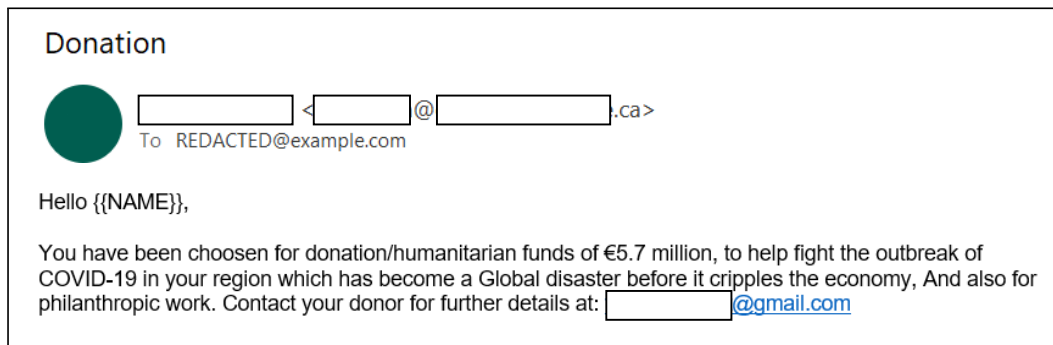 Donation
< @ .ca>
To REDACTED@example.com
Hello {{NAME}},
You have been choosen for donation/humanitarian funds of €5.7 million, to help fight the outbreak of
COVID-19 in your region which has become a Global disaster before it cripples the economy, And also for
philanthropic work. Contact your donor for further details at: @gmail.com